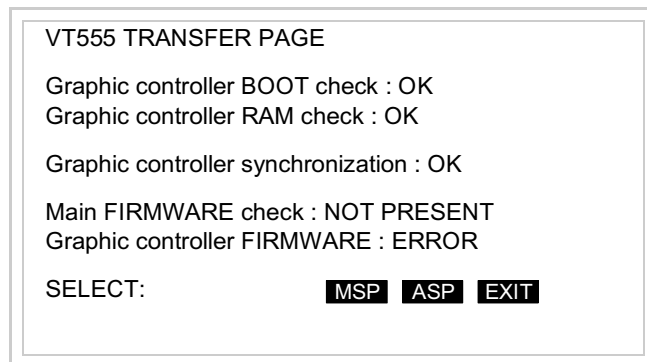 VT555 TRANSFER PAGE
Graphic controller BOOT check : OK
Graphic controller RAM check : OK
Graphic controller synchronization : OK
Main FIRMWARE check : NOT PRESENT
Graphic controller FIRMWARE : ERROR
SELECT: MSP ASP EXIT